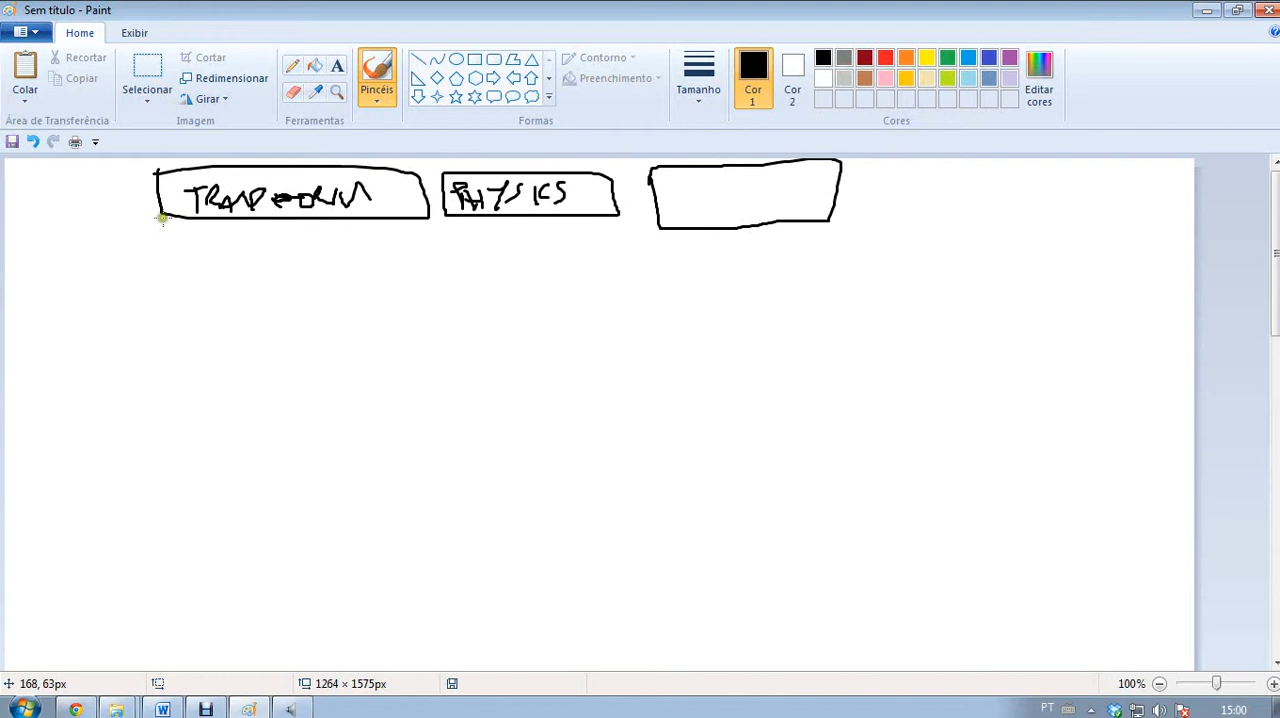 Sem título - Paint
Home Exibir
Colar
Recortar
Copiar
Área de Transferência
Selecionar
Cortar
Redimensionar
Girar
Imagem
Ferramentas
Pincéis
Contorno
Preenchimento
Formas
Tamanho
Cor 1
Cor 2
Editar cores
Cores
PHYSICS
168, 63px
1264 × 1575px
100%
PT
15:00